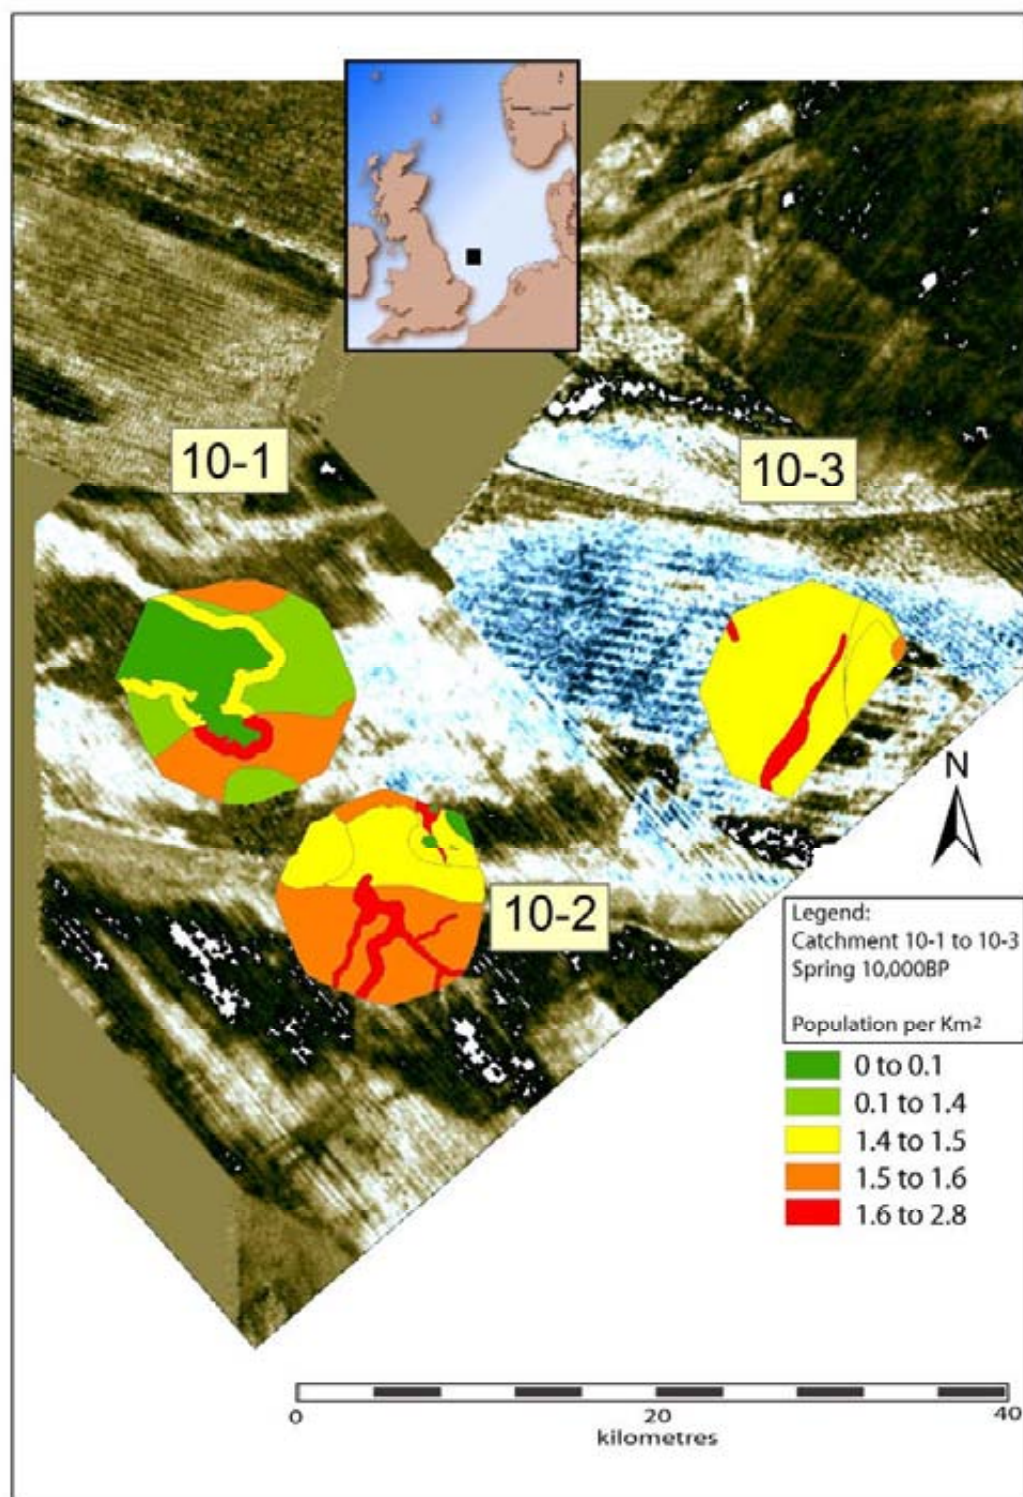 10-1
10-3
10-2
N
Legend:
Catchment 10-1 to 10-3
Spring 10,000BP
Population per Km2
0 to 0.1
0.1 to 1.4
1.4 to 1.5
1.5 to 1.6
1.6 to 2.8
0 20 40
kilometres